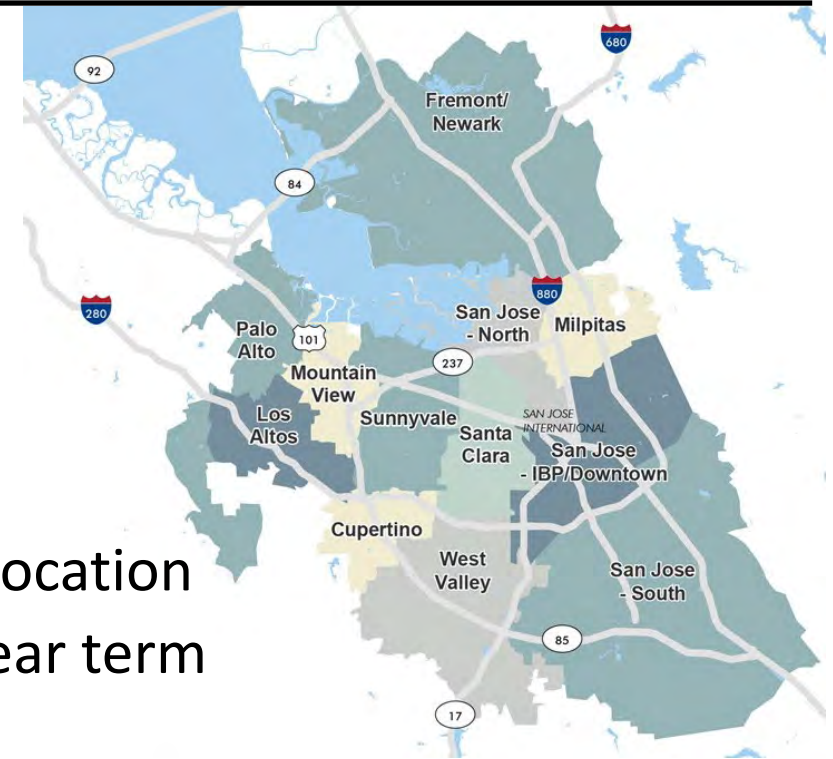 680
92
Fremont/
Newark
84
880
280
San Jose
- North
Milpitas
Palo
Alto
101
237
Mountain
View
Los
Altos
Sunnyvale
SAN JOSE
INTERNATIONAL
Santa
Clara
San Jose
- IBP/Downtown
Cupertino
West
Valley
San Jose
- South
ocation
ear term
85
17